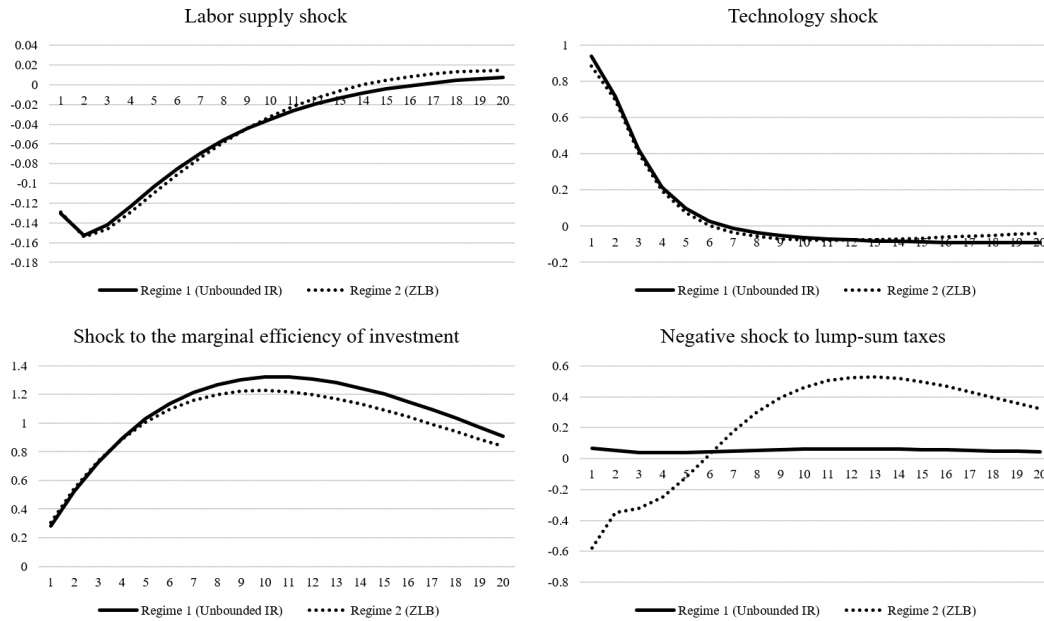 Labor supply shock
0.04
0.02
0
-0.02
-0.04
-0.06
-0.08
-0.1
-0.12
-0.14
-0.16
-0.18
1 2 3 4 5 6 7 8 9 10 11 12 13 14 15 16 17 18 19 20
Regime 1 (Unbounded IR) Regime 2 (ZLB)
Technology shock
1
0.8
0.6
0.4
0.2
0
-0.2
1 2 3 4 5 6 7 8 9 10 11 12 13 14 15 16 17 18 19 20
Regime 1 (Unbounded IR) Regime 2 (ZLB)
Shock to the marginal efficiency of investment
1.4
1.2
1
0.8
0.6
0.4
0.2
0
1 2 3 4 5 6 7 8 9 10 11 12 13 14 15 16 17 18 19 20
Regime 1 (Unbounded IR) Regime 2 (ZLB)
Negative shock to lump-sum taxes
0.6
0.4
0.2
0
-0.2
-0.4
-0.6
-0.8
1 2 3 4 5 6 7 8 9 10 11 12 13 14 15 16 17 18 19 20
Regime 1 (Unbounded IR) Regime 2 (ZLB)